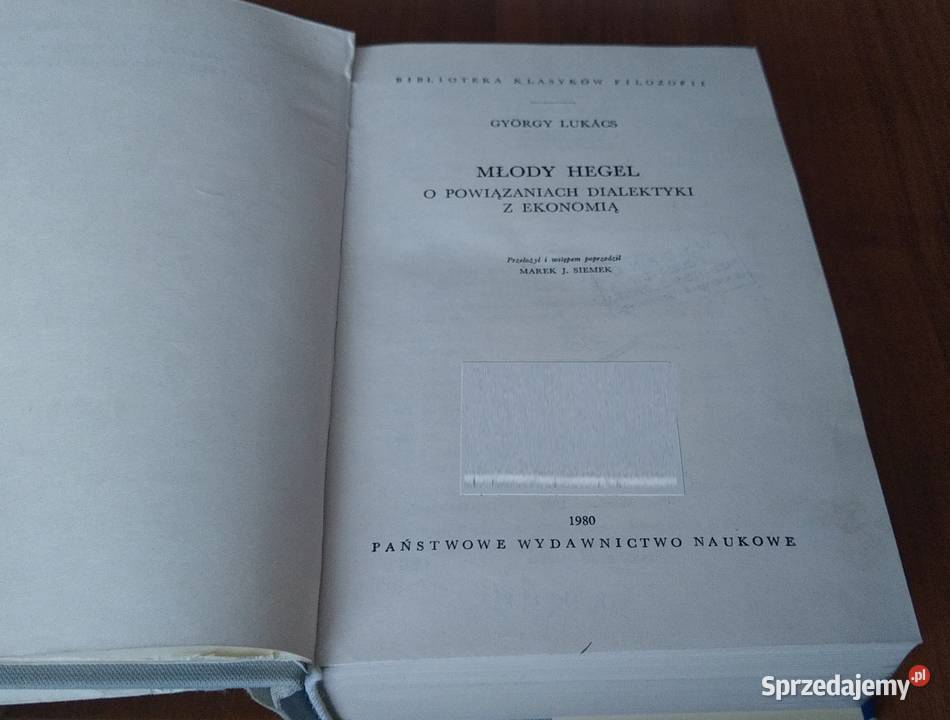 BIBLIOTEKA KLASYKÓW FILOZOFII
GYÖRGY LUKÁCS
MŁODY HEGEL
O POWIĄZANIACH DIALEKTYKI
Z EKONOMIĄ
Przełożył i wstępem poprzedził
MAREK J. SIEMEK
1980
PAŃSTWOWE WYDAWNICTWO NAUKOWE
Sprzedajemy.pl